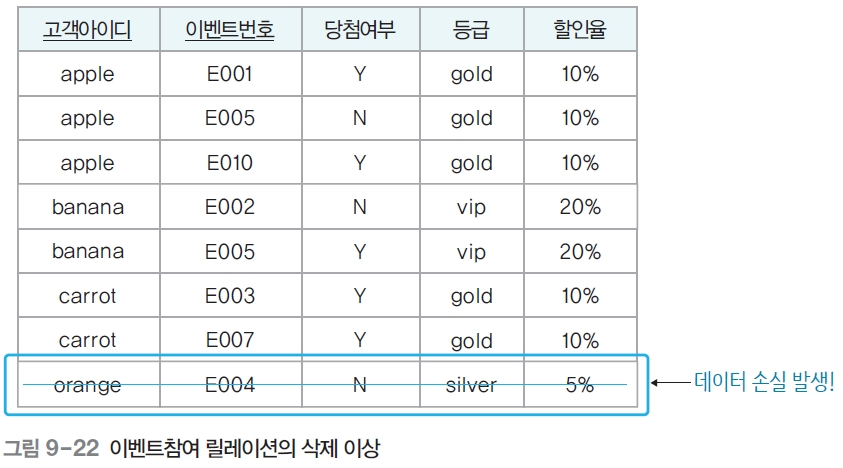 고객아이디 이벤트번호 당첨여부 등급 할인율
apple E001 Y gold 10%
apple E005 N gold 10%
apple E010 Y gold 10%
banana E002 N vip 20%
banana E005 Y vip 20%
carrot E003 Y gold 10%
carrot E007 Y gold 10%
orange E004 N silver 5% 데이터 손실 발생!
그림 9-22 이벤트참여 릴레이션의 삭제 이상